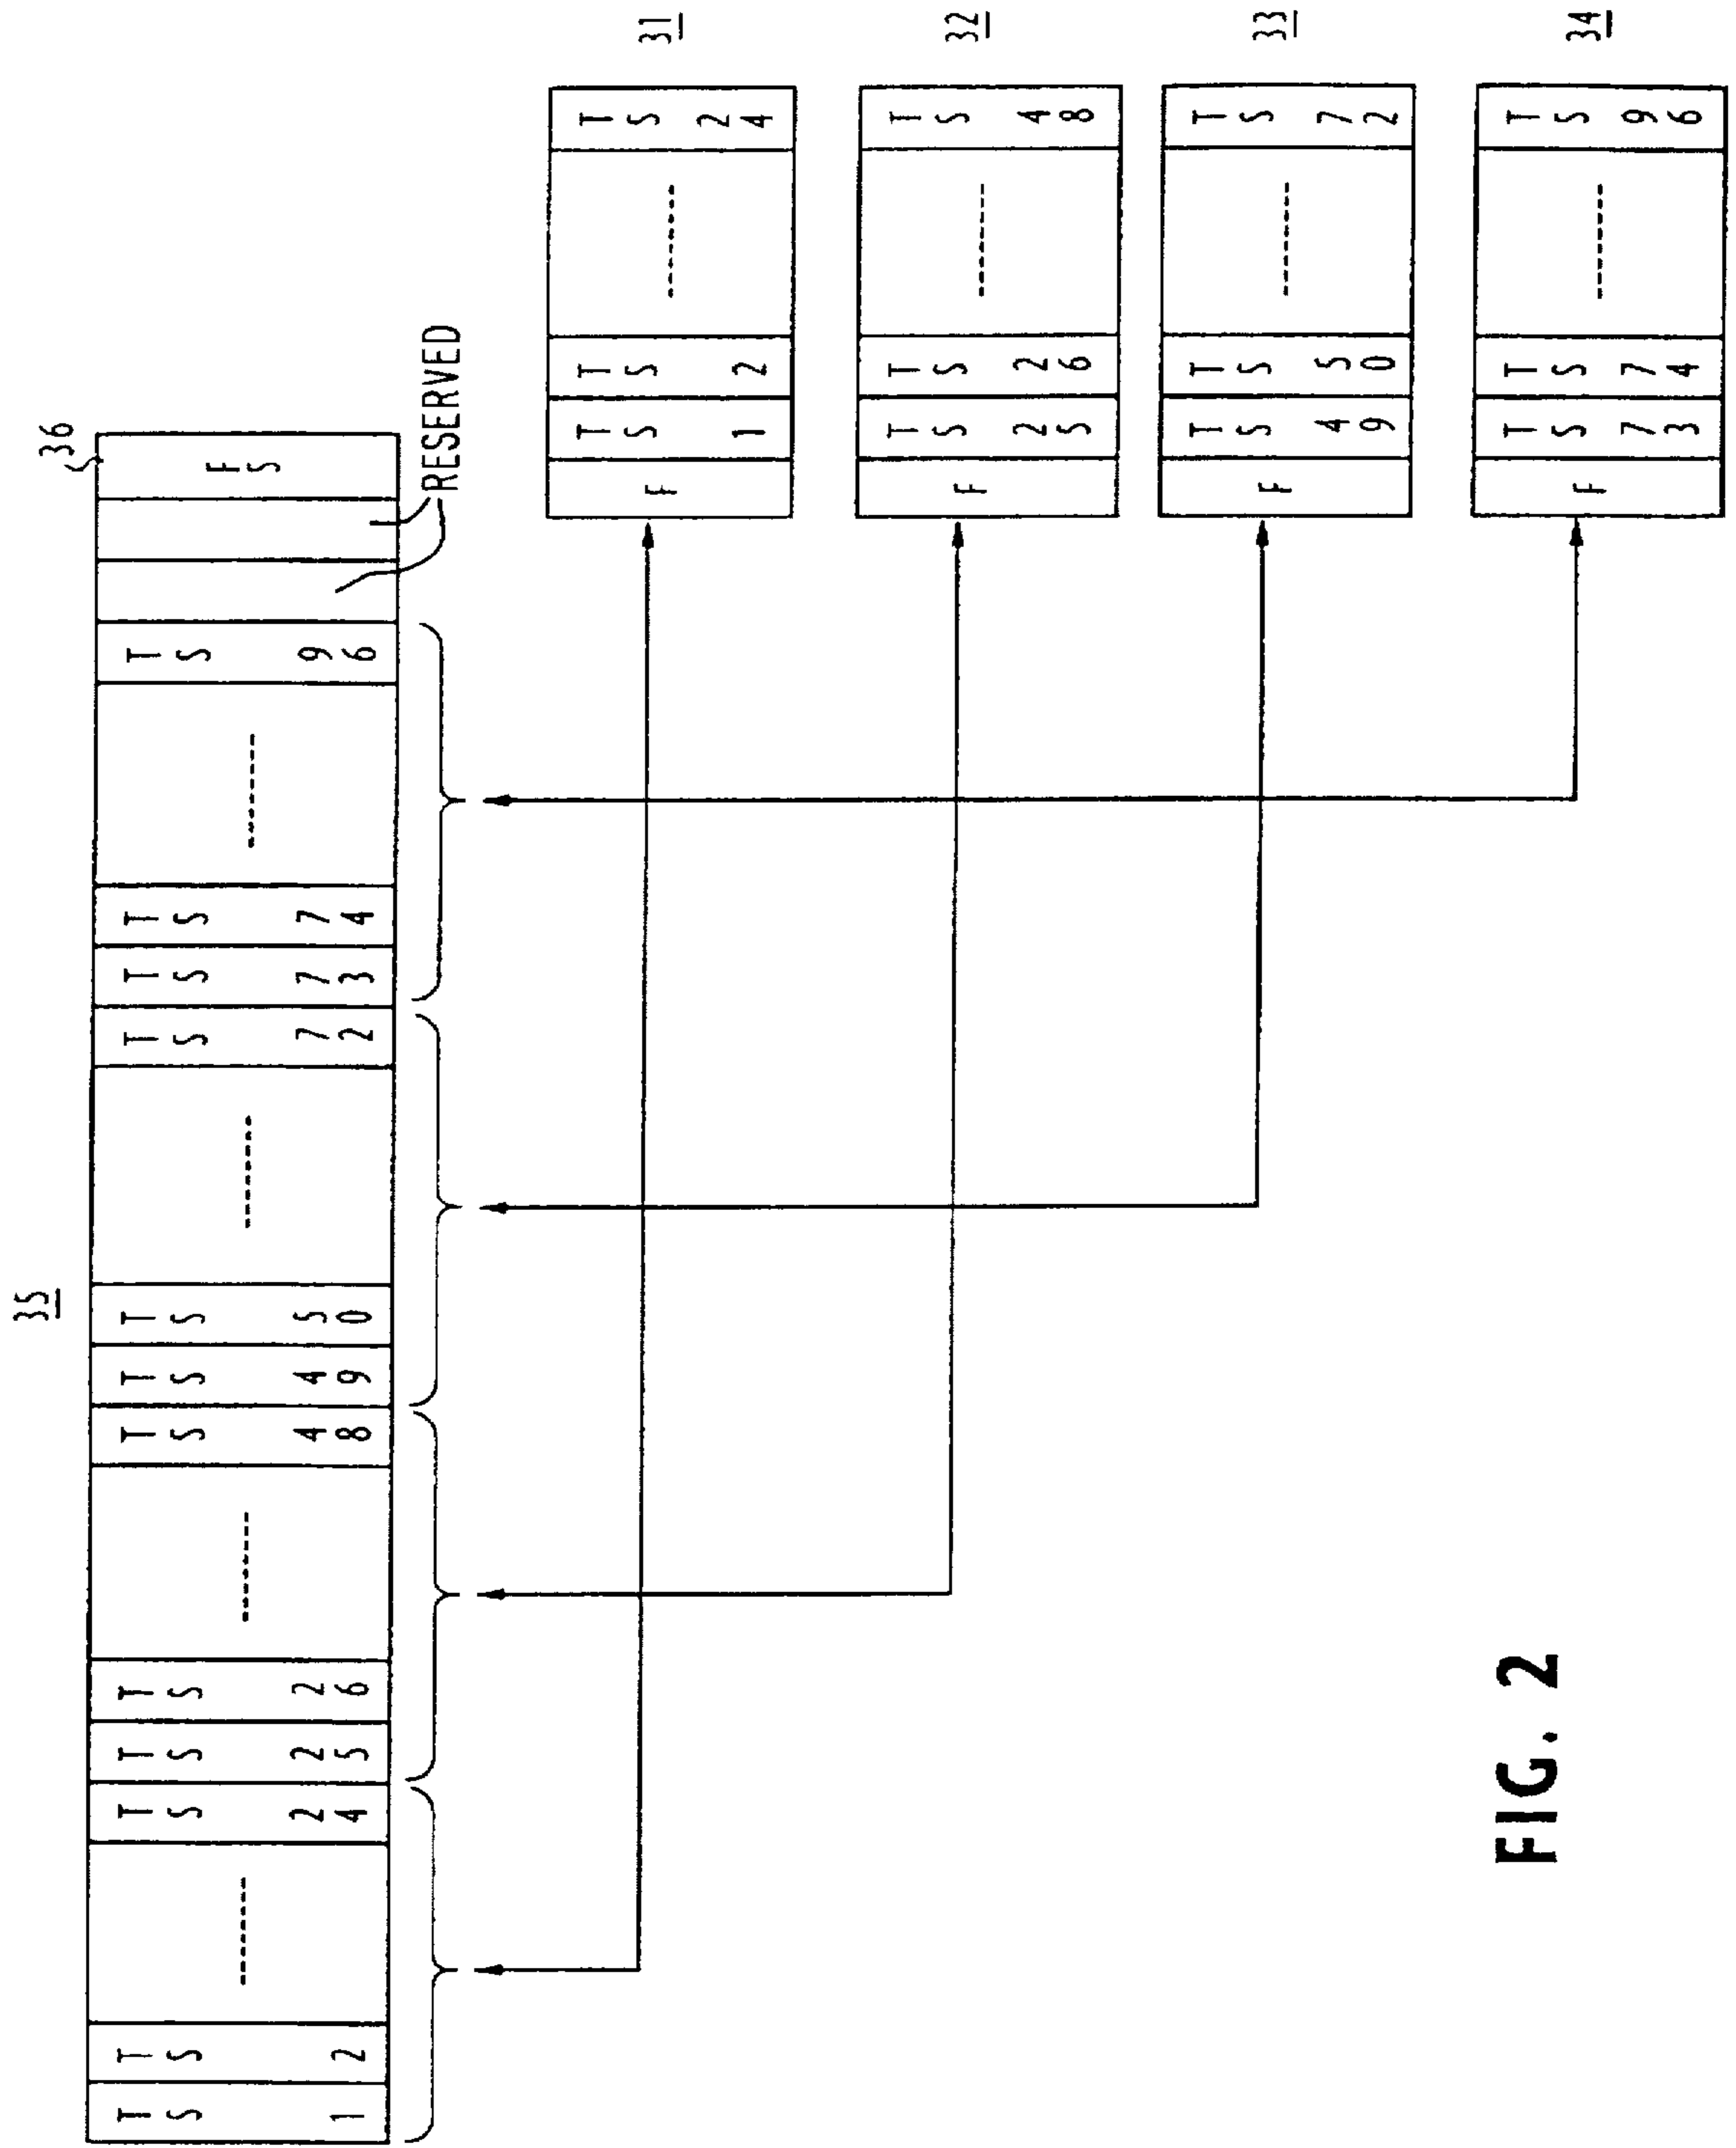 35
36
TS 1
TS 2
TS 24
TS 25
TS 26
TS 48
TS 49
TS 50
TS 72
TS 73
TS 74
TS 96
FS
RESERVED
F
TS 1
TS 2
TS 24
31
F
TS 25
TS 26
TS 48
32
F
TS 49
TS 50
TS 72
33
F
TS 73
TS 74
TS 96
34
FIG. 2